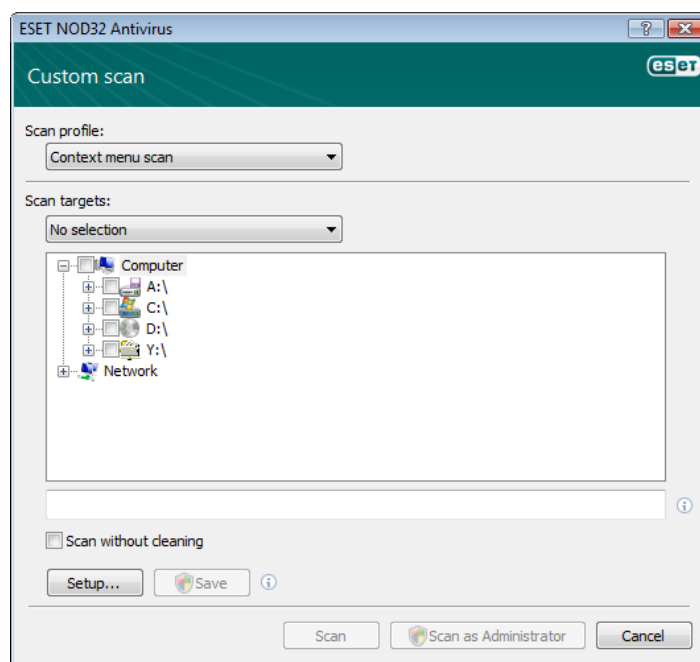 ESET NOD32 Antivirus
Custom scan
eseT
Scan profile:
Context menu scan
Scan targets:
No selection
Computer
A:\
C:\
D:\
Y:\
Network
Scan without cleaning
Setup... Save
Scan Scan as Administrator Cancel